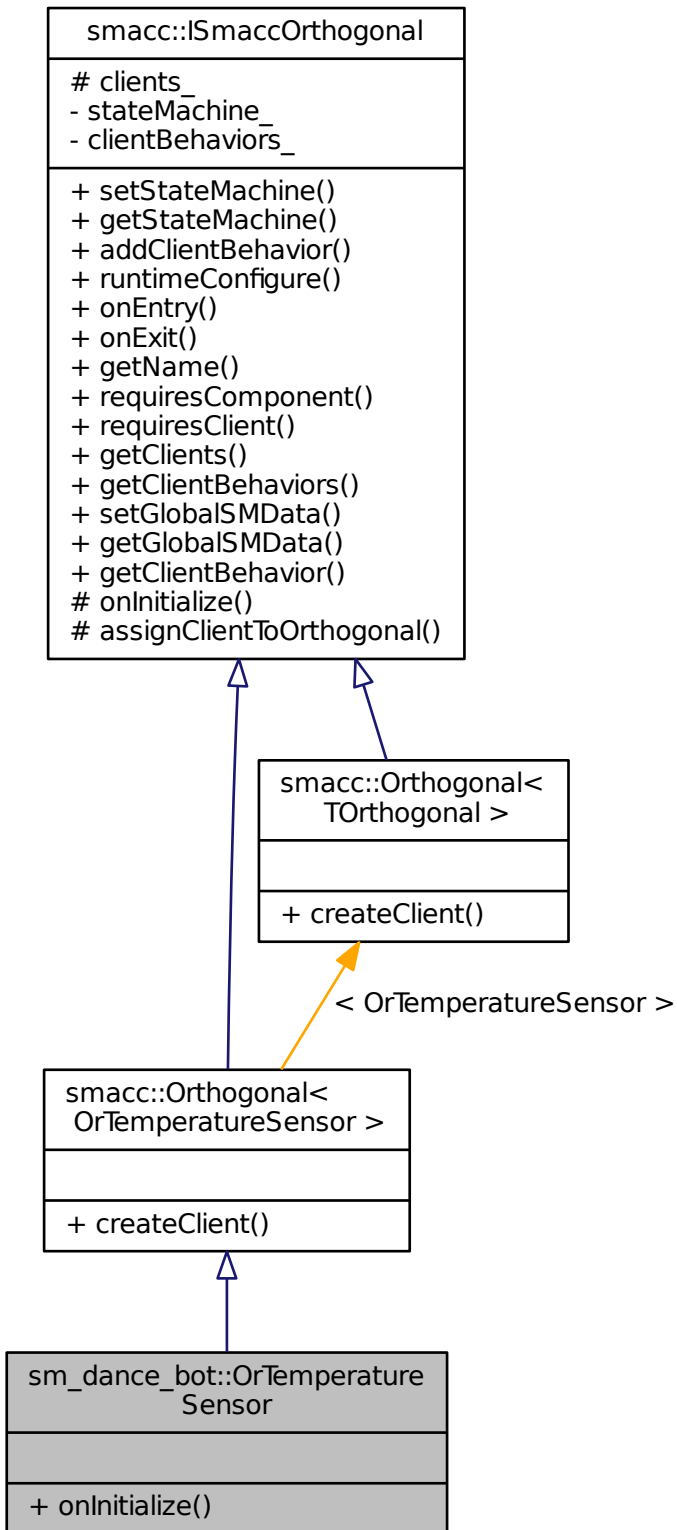 smacc::ISmaccOrthogonal
# clients_
- stateMachine_
- clientBehaviors_
+ setStateMachine()
+ getStateMachine()
+ addClientBehavior()
+ runtimeConfigure()
+ onEntry()
+ onExit()
+ getName()
+ requiresComponent()
+ requiresClient()
+ getClients()
+ getClientBehaviors()
+ setGlobalSMData()
+ getGlobalSMData()
+ getClientBehavior()
# onInitialize()
# assignClientToOrthogonal()
smacc::Orthogonal<
TOrthogonal >
+ createClient()
< OrTemperatureSensor >
smacc::Orthogonal<
OrTemperatureSensor >
+ createClient()
sm_dance_bot::OrTemperature
Sensor
+ onInitialize()